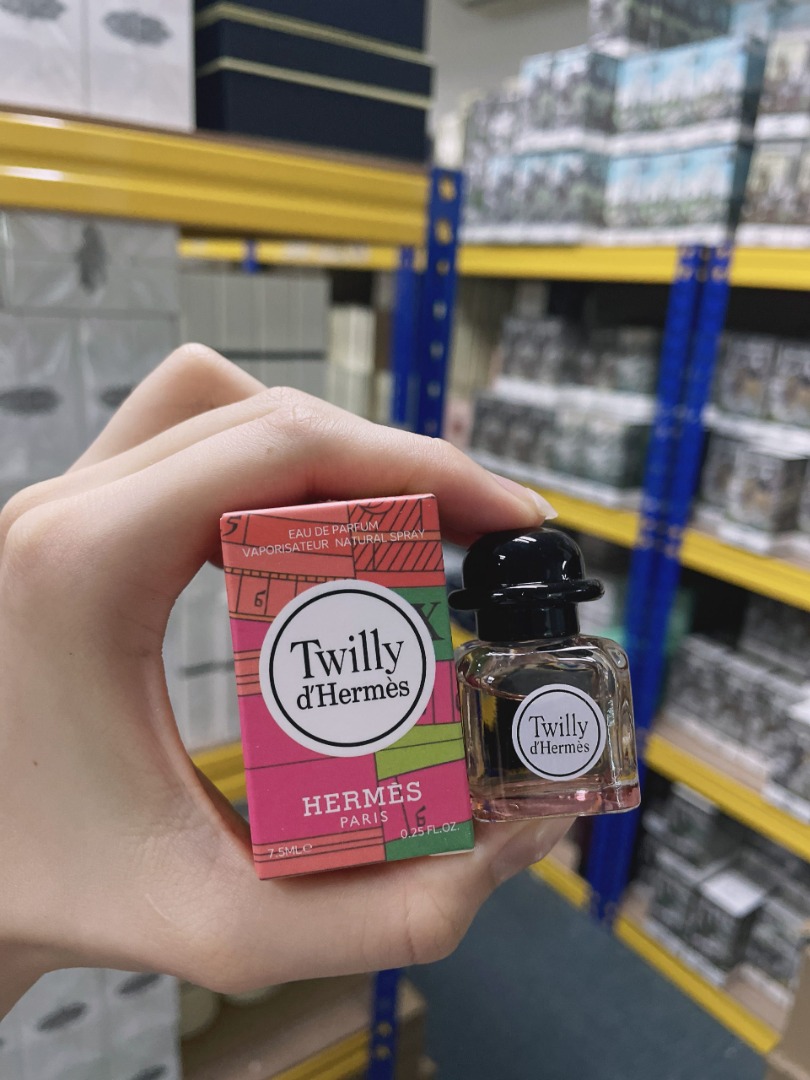 EAU DE PARFUM
VAPORISATEUR NATURAL SPRAY
5
6
X
Twilly
d'Hermès
HERMÈS
PARIS
6
7.5ML℮
0.25 FL.OZ.
Twilly
d'Hermès